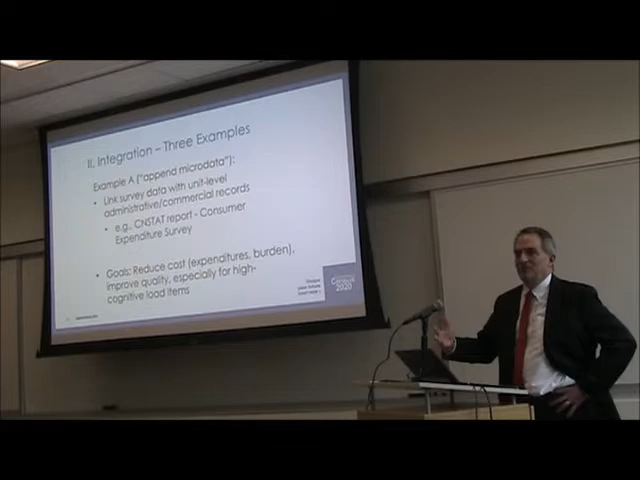 II. Integration – Three Examples
Example A ("append microdata"):
• Link survey data with unit-level
administrative/commercial records
• e.g., CNSTAT report - Consumer
Expenditure Survey
• Goals: Reduce cost (expenditures, burden),
improve quality, especially for high-
cognitive load items
Census
2020